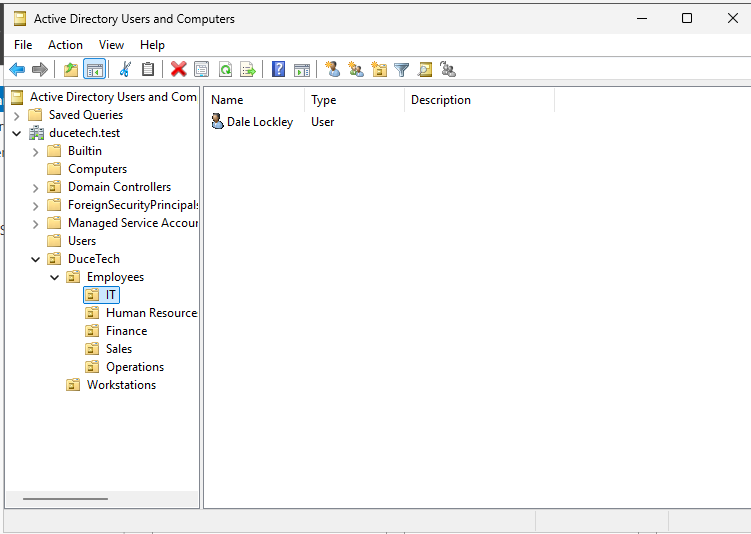 Active Directory Users and Computers
File Action View Help
Active Directory Users and Com
Saved Queries
ducetech.test
Builtin
Computers
Domain Controllers
ForeignSecurityPrincipals
Managed Service Accour
Users
DuceTech
Employees
IT
Human Resource
Finance
Sales
Operations
Workstations
Name Type Description
Dale Lockley User